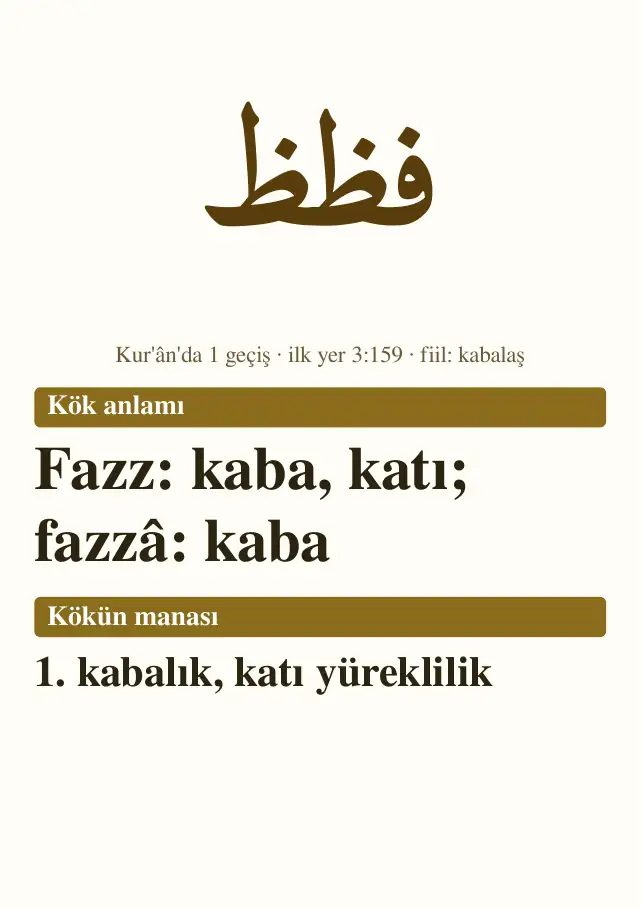 فظظ
Kur'ân'da 1 geçiş · ilk yer 3:159 · fiil: kabalaş
Kök anlamı
Fazz: kaba, katı;
fazzâ: kaba
Kökün manası
1. kabalık, katı yüreklilik